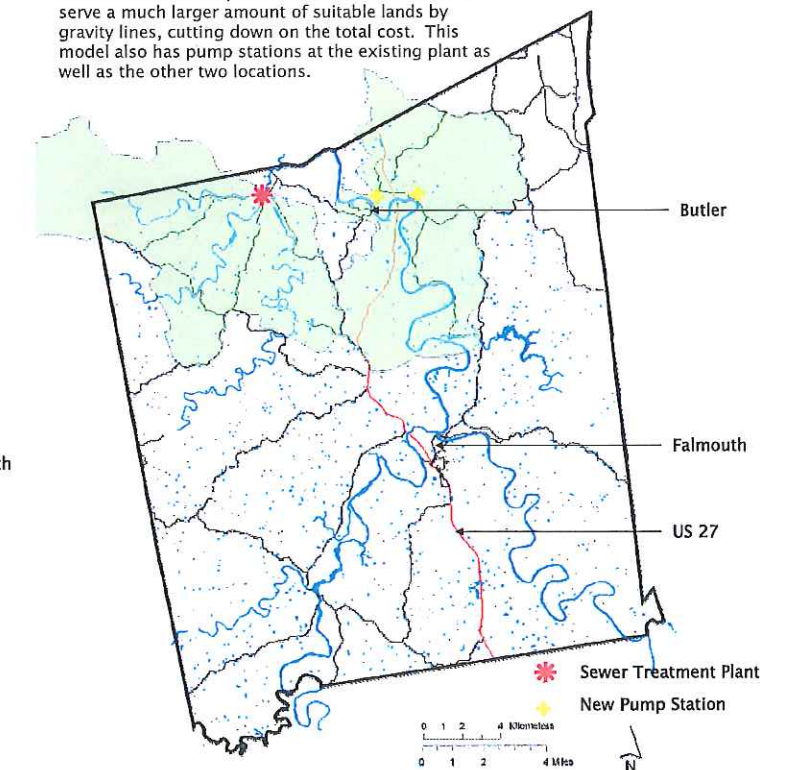 serve a much larger amount of suitable lands by
gravity lines, cutting down on the total cost. This
model also has pump stations at the existing plant as
well as the other two locations.
Butler
Falmouth
US 27
Sewer Treatment Plant
New Pump Station
0 1 2 4 Kilometers
0 1 2 4 Miles
N